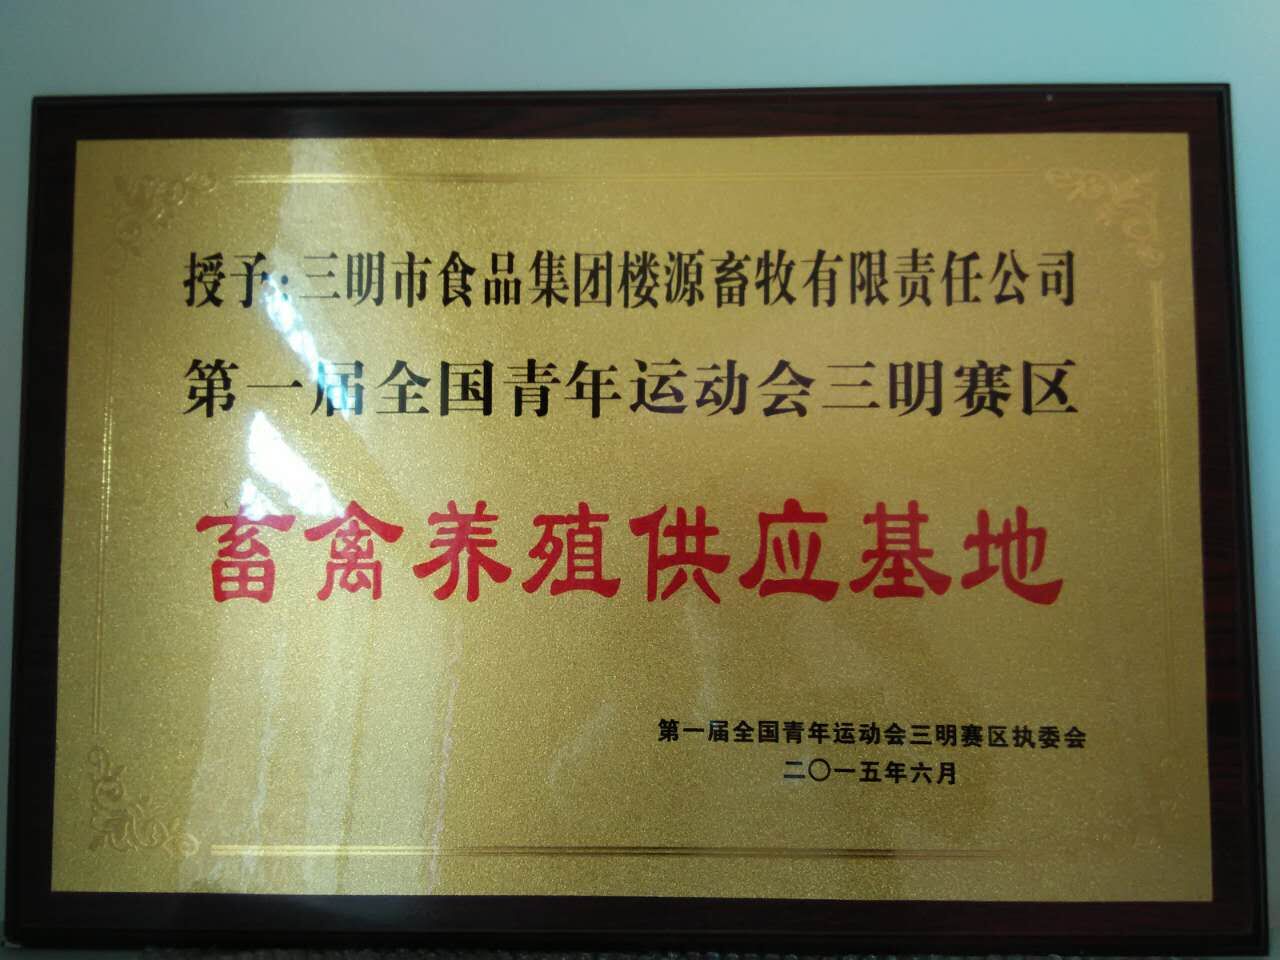 授予:三明市食品集团楼源畜牧有限责任公司
第一届全国青年运动会三明赛区
畜禽养殖供应基地
第一届全国青年运动会三明赛区执委会
二〇一五年六月